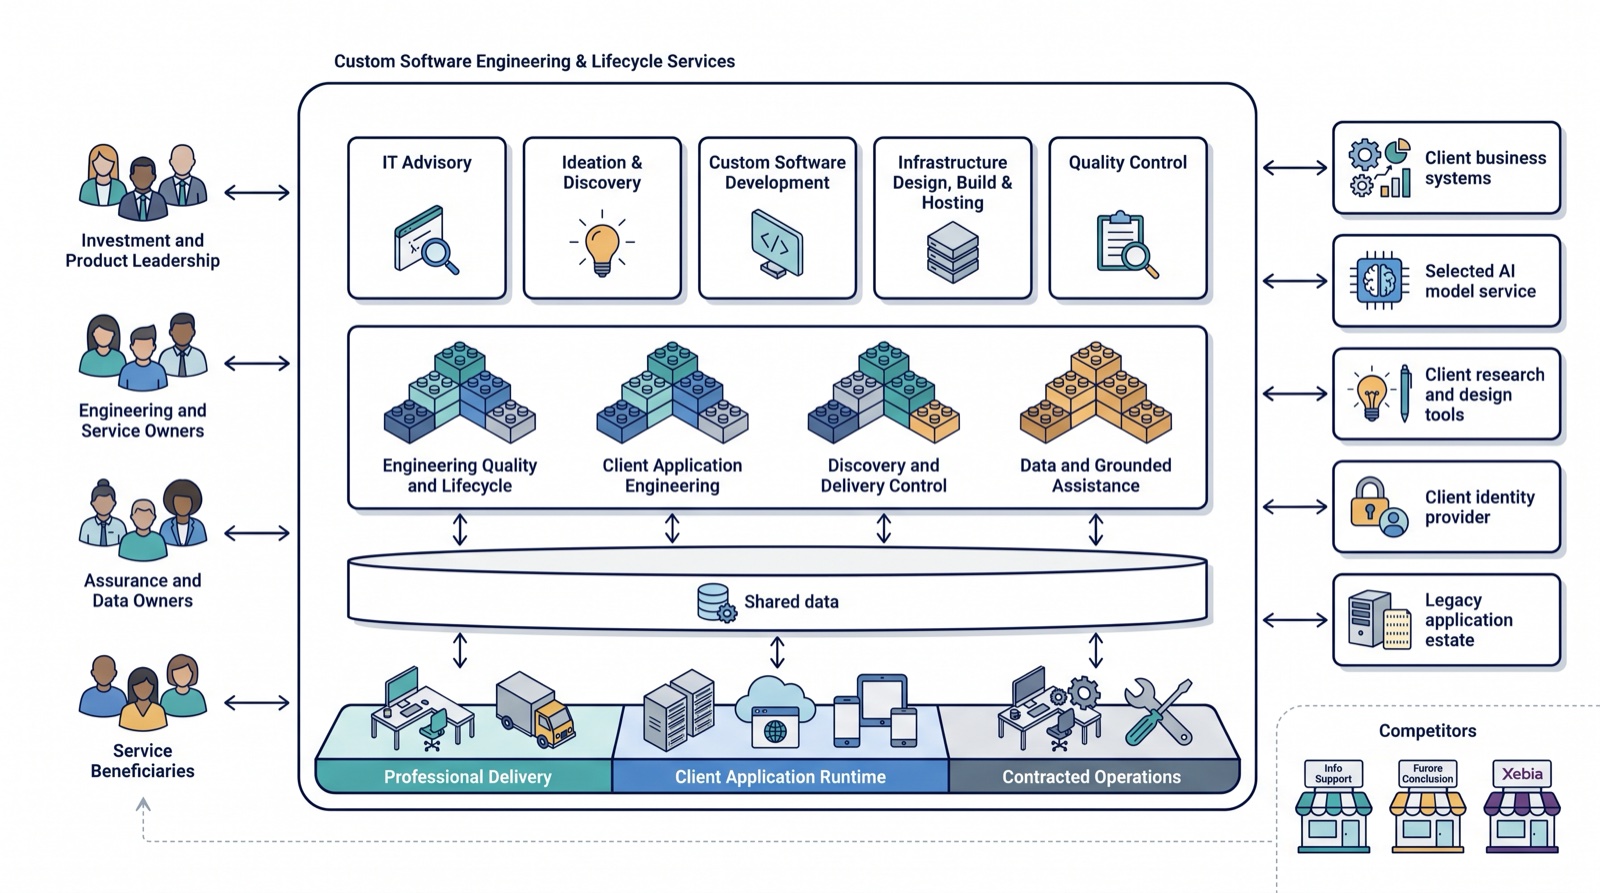 Custom Software Engineering & Lifecycle Services
IT Advisory
Ideation &
Discovery
Custom Software
Development
Infrastructure
Design, Build &
Hosting
Quality Control
Engineering Quality
and Lifecycle
Client Application
Engineering
Discovery and
Delivery Control
Data and Grounded
Assistance
Shared data
Professional Delivery
Client Application Runtime
Contracted Operations
Investment and
Product Leadership
Engineering and
Service Owners
Assurance and
Data Owners
Service
Beneficiaries
Client business
systems
Selected AI
model service
Client research
and design
tools
Client identity
provider
Legacy
application
estate
Competitors
Info
Support
Furore
Conclusion
Xebia